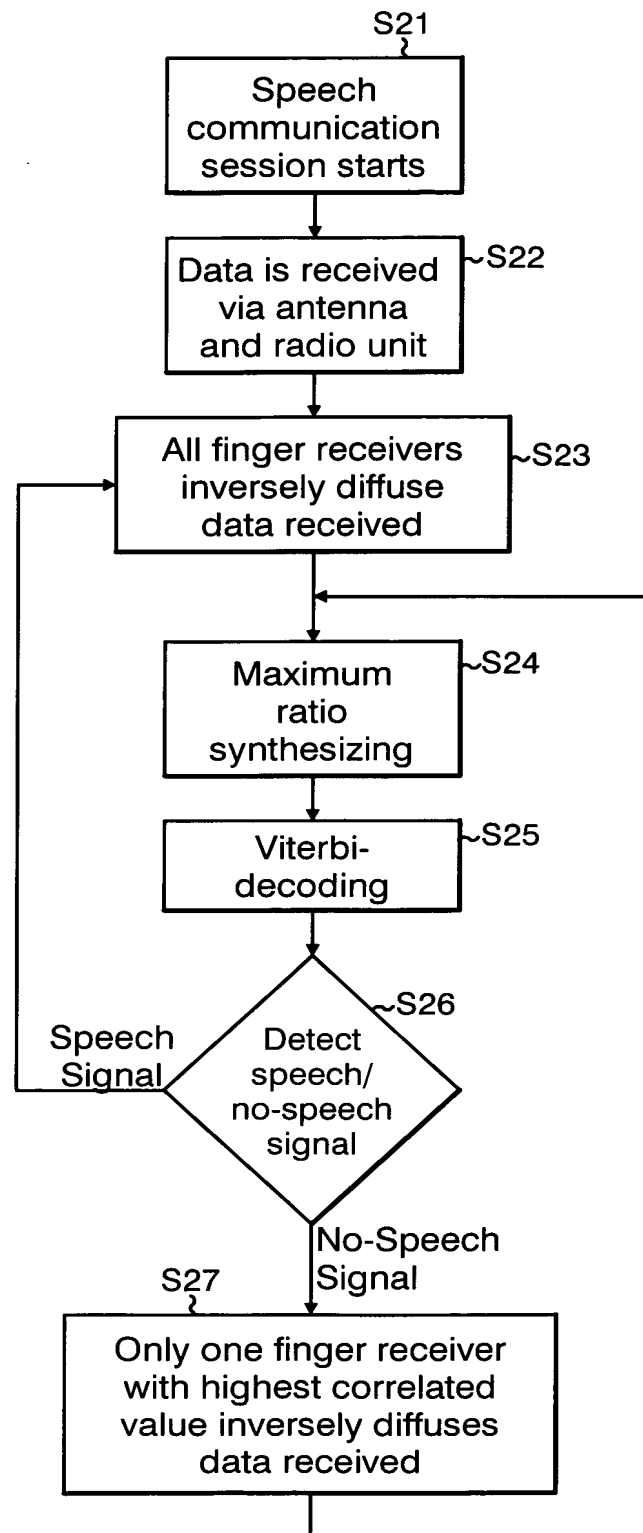 S21
Speech
communication
session starts
S22
Data is received
via antenna
and radio unit
S23
All finger receivers
inversely diffuse
data received
S24
Maximum
ratio
synthesizing
S25
Viterbi-
decoding
S26
Detect
speech/
no-speech
signal
Speech
Signal
No-Speech
Signal
S27
Only one finger receiver
with highest correlated
value inversely diffuses
data received